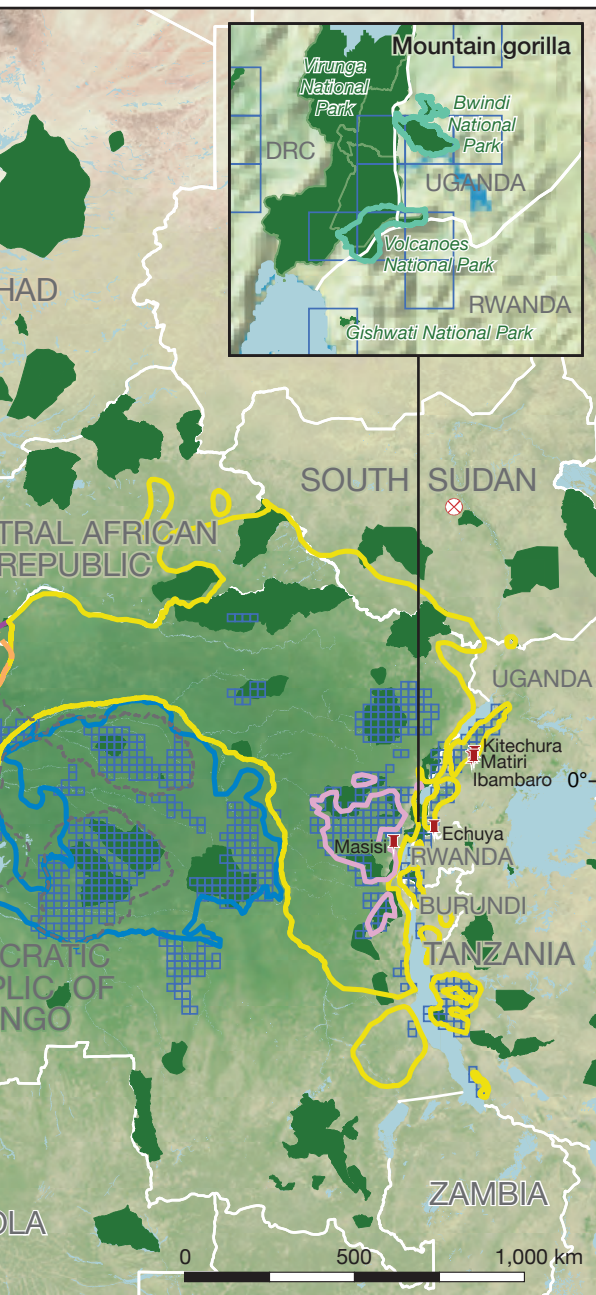 Mountain gorilla
Virunga
National
Park
Bwindi
National
Park
DRC
UGANDA
Volcanoes
National Park
RWANDA
Gishwati National Park
HAD
SOUTH SUDAN
TRAL AFRICAN
REPUBLIC
UGANDA
Kitechura
Matiri
Ibambaro
0°
Echuya
Masisi
RWANDA
BURUNDI
TANZANIA
CRATIC
PLIC OF
NGO
ZAMBIA
OLA
0 500 1,000 km